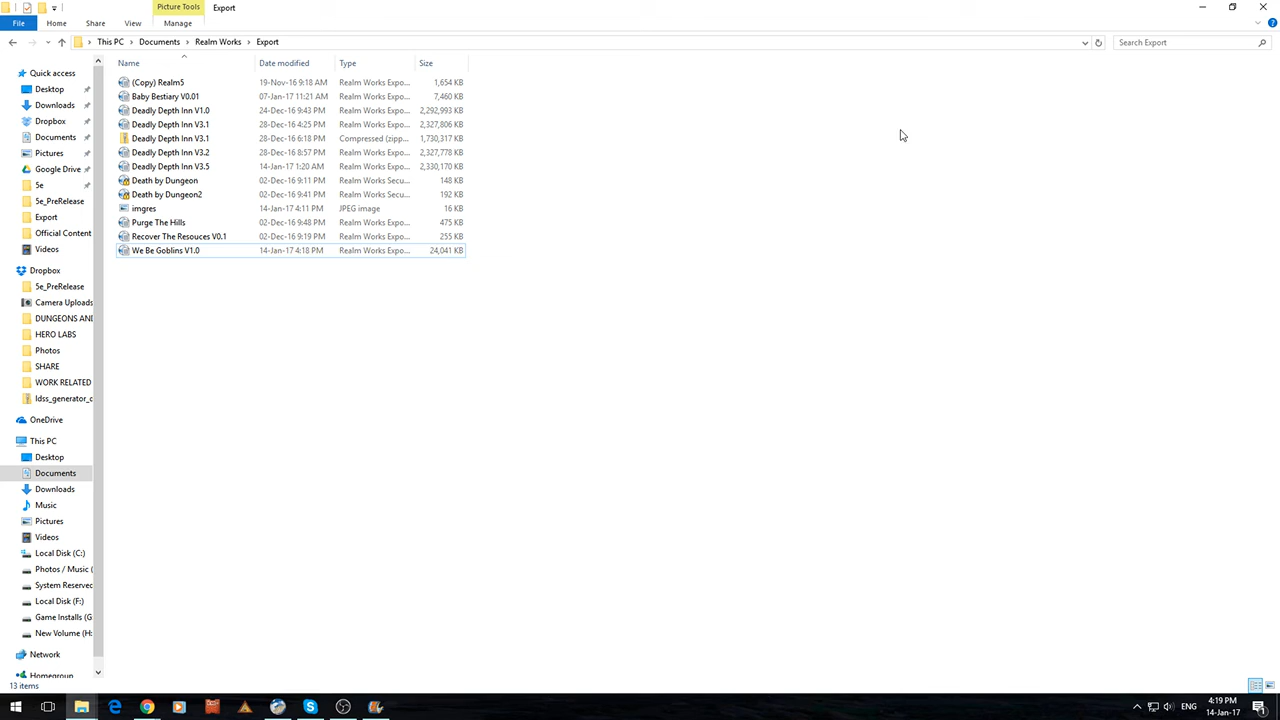 Picture Tools Export
File Home Share View Manage
This PC Documents Realm Works Export Search Export
Name Date modified Type Size
Quick access
Desktop
Downloads
Dropbox
Documents
Pictures
Google Drive
5e
5e_PreRelease
Export
Official Content
Videos
Dropbox
5e_PreRelease
Camera Uploads
DUNGEONS AND
HERO LABS
Photos
SHARE
WORK RELATED
ldss_generator_c
OneDrive
This PC
Desktop
Documents
Downloads
Music
Pictures
Videos
Local Disk (C:)
Photos / Music (
System Reserved
Local Disk (F:)
Game Installs (G
New Volume (H:
Network
Homegroup
(Copy) Realm5 19-Nov-16 9:18 AM Realm Works Expo... 1,654 KB
Baby Bestiary V0.01 07-Jan-17 11:21 AM Realm Works Expo... 7,460 KB
Deadly Depth Inn V1.0 24-Dec-16 9:43 PM Realm Works Expo... 2,292,993 KB
Deadly Depth Inn V3.1 28-Dec-16 4:25 PM Realm Works Expo... 2,327,806 KB
Deadly Depth Inn V3.1 28-Dec-16 6:18 PM Compressed (zipp... 1,730,317 KB
Deadly Depth Inn V3.2 28-Dec-16 8:57 PM Realm Works Expo... 2,327,778 KB
Deadly Depth Inn V3.5 14-Jan-17 1:20 AM Realm Works Expo... 2,330,170 KB
Death by Dungeon 02-Dec-16 9:11 PM Realm Works Secu... 148 KB
Death by Dungeon2 02-Dec-16 9:41 PM Realm Works Secu... 192 KB
imgres 14-Jan-17 4:11 PM JPEG image 16 KB
Purge The Hills 02-Dec-16 9:48 PM Realm Works Expo... 475 KB
Recover The Resouces V0.1 02-Dec-16 9:19 PM Realm Works Expo... 255 KB
We Be Goblins V1.0 14-Jan-17 4:18 PM Realm Works Expo... 24,041 KB
13 items
ENG 4:19 PM
14-Jan-17